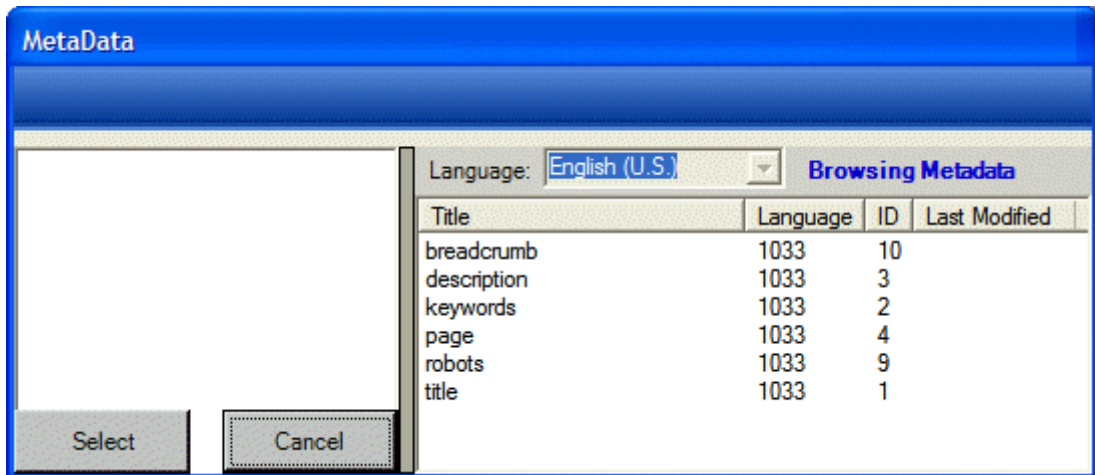 MetaData
Language: English (U.S.) Browsing Metadata
Title Language ID Last Modified
breadcrumb 1033 10
description 1033 3
keywords 1033 2
page 1033 4
robots 1033 9
title 1033 1
Select Cancel